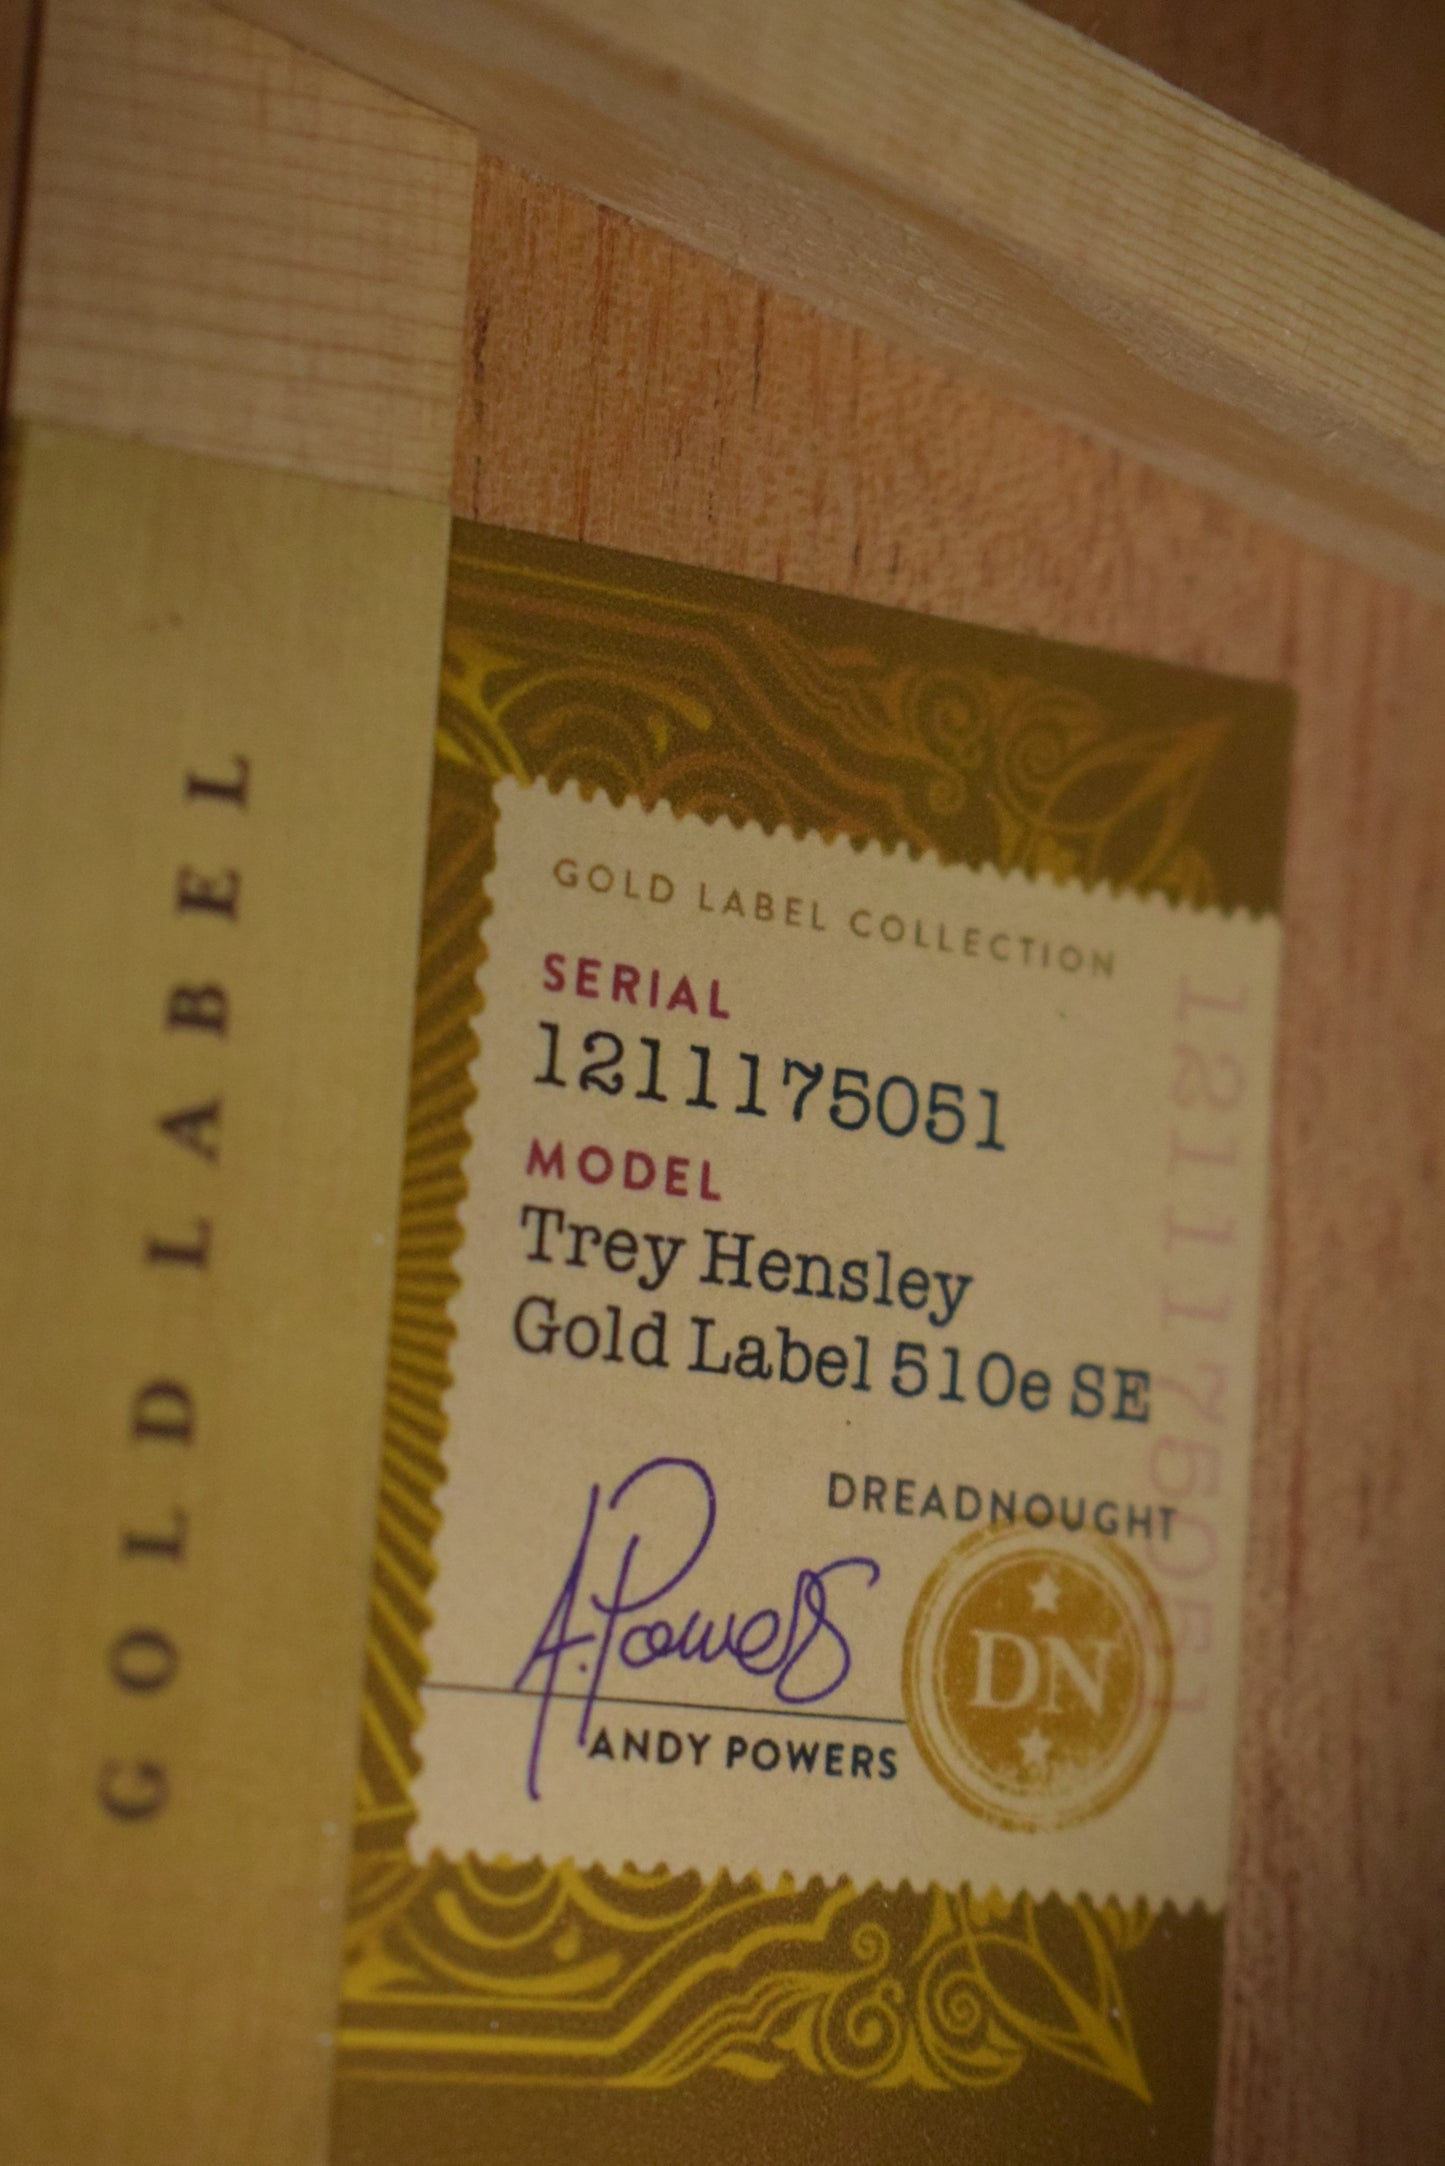 GOLD LABEL
GOLD LABEL COLLECTION
SERIAL
1211175051
MODEL
Trey Hensley
Gold Label 510e SE
DREADNOUGHT
A.Powers
DN
ANDY POWERS
1211175051